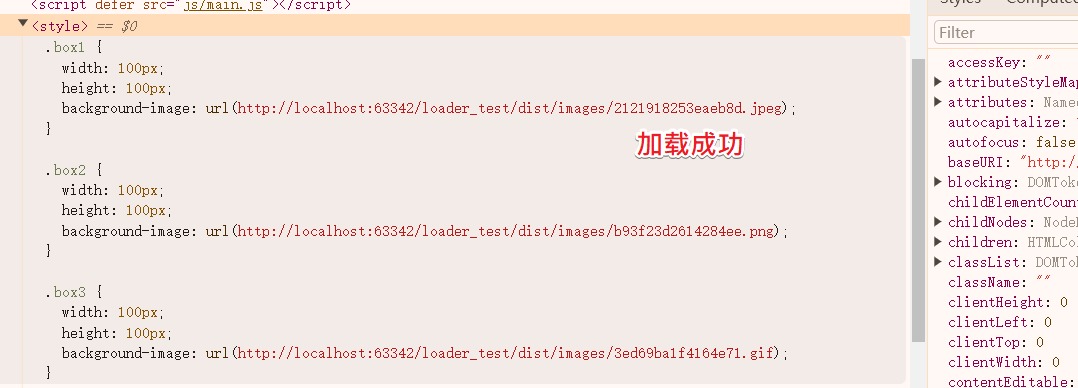 <script defer src="js/main.js"></script>
<style> == $0
.box1 {
width: 100px;
height: 100px;
background-image: url(http://localhost:63342/loader_test/dist/images/2121918253eaeb8d.jpeg);
}
加载成功
.box2 {
width: 100px;
height: 100px;
background-image: url(http://localhost:63342/loader_test/dist/images/b93f23d2614284ee.png);
}
.box3 {
width: 100px;
height: 100px;
background-image: url(http://localhost:63342/loader_test/dist/images/3ed69ba1f4164e71.gif);
}
Styles Computed
Filter
accessKey: ""
attributeStyleMap
attributes: Named
autocapitalize:
autofocus: false
baseURI: "http:/
blocking: DOMToke
childElementCount
childNodes: Node
children: HTMLCol
classList: DOMTok
className: ""
clientHeight: 0
clientLeft: 0
clientTop: 0
clientWidth: 0
contentEditable: